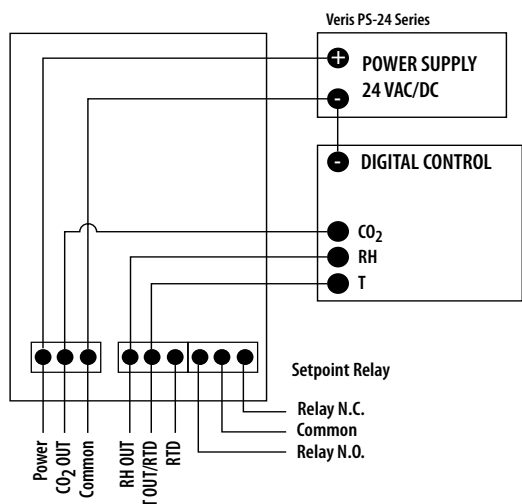 Veris PS-24 Series
+ POWER SUPPLY
24 VAC/DC
-
- DIGITAL CONTROL
CO2
RH
T
Setpoint Relay
Relay N.C.
Common
Relay N.O.
Power
CO2 OUT
Common
RH OUT
T OUT/RTD
RTD